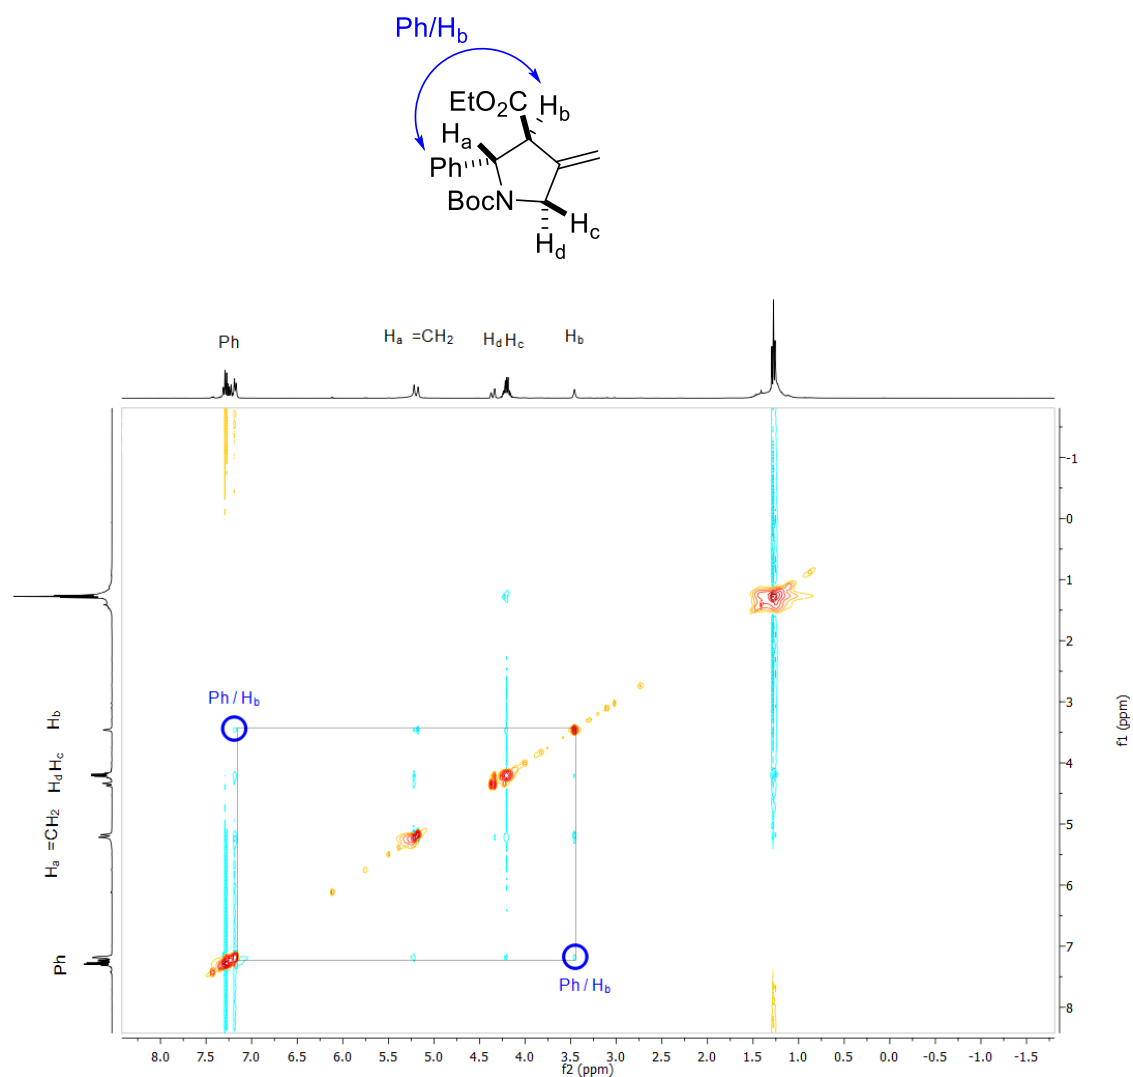 Ph/Hb
EtO2C
Hb
Ha
Ph
BocN
Hc
Hd
Ph
Ha =CH2
Hd Hc
Hb
Ph / Hb
Ph / Hb
Hb
Hd Hc
Ha =CH2
Ph
-1
0
1
2
3
4
5
6
7
8
f1 (ppm)
8.0 7.5 7.0 6.5 6.0 5.5 5.0 4.5 4.0 3.5 3.0 2.5 2.0 1.5 1.0 0.5 0.0 -0.5 -1.0 -1.5
f2 (ppm)